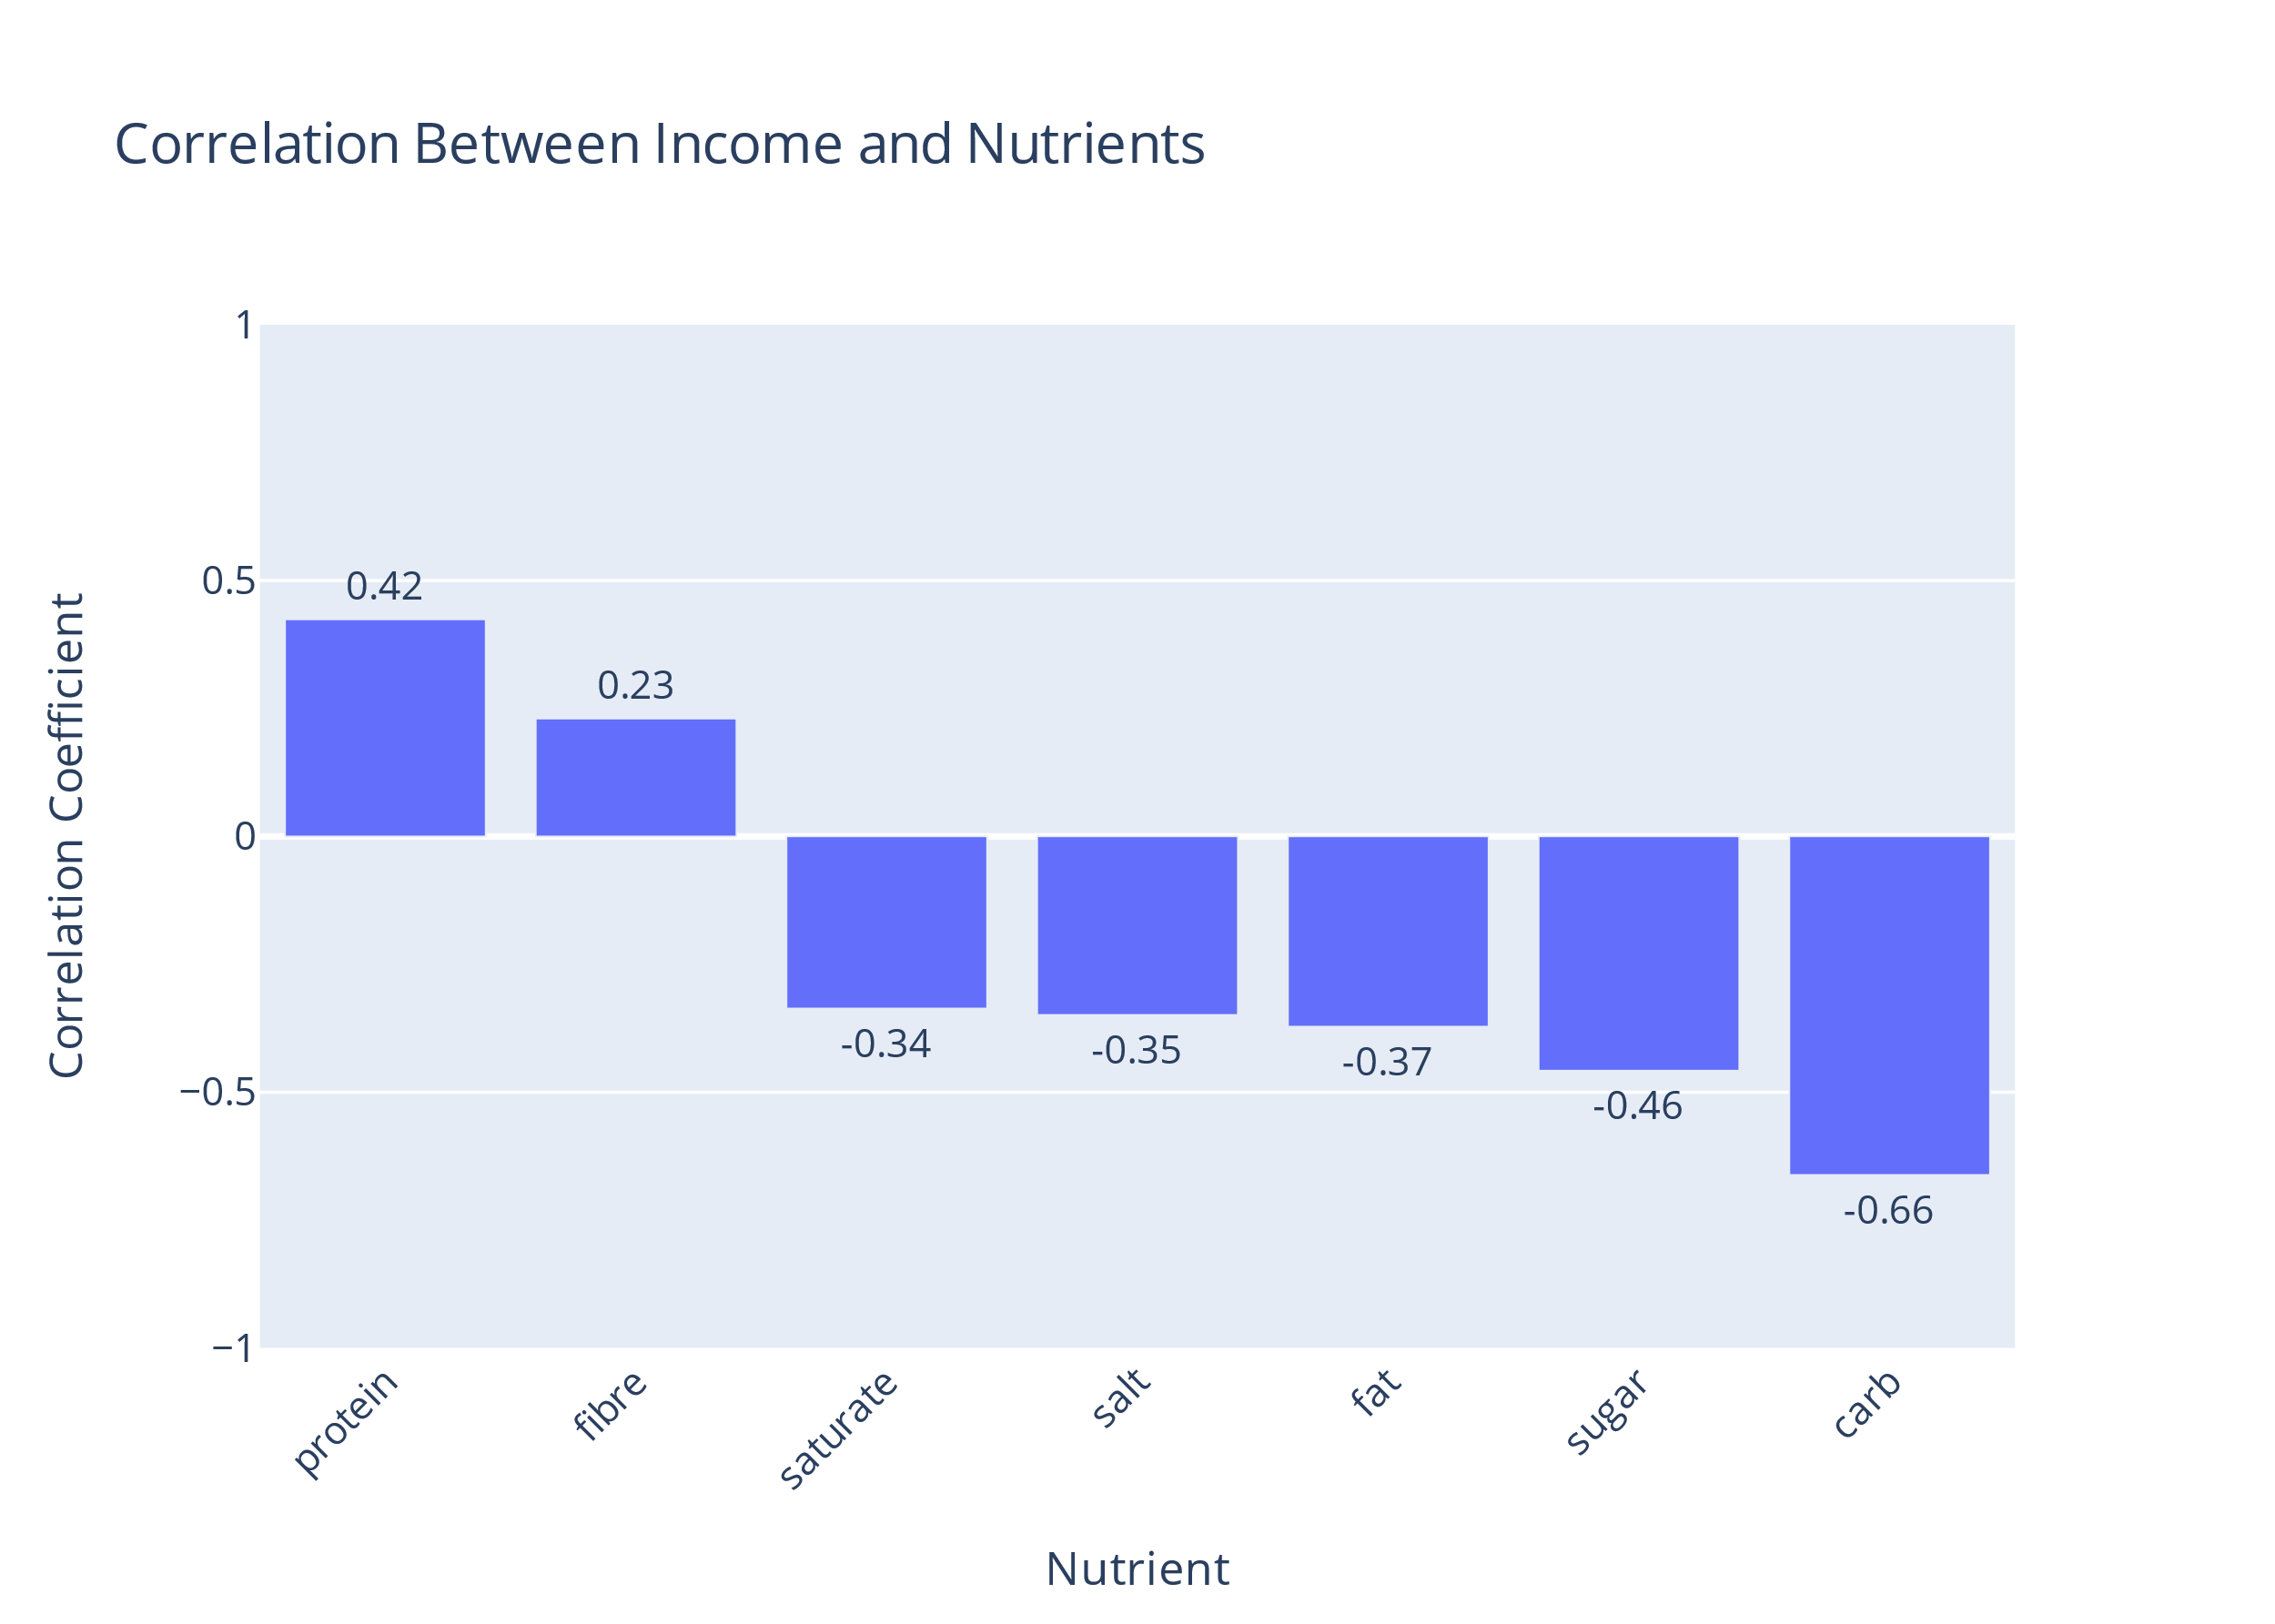 Correlation Between Income and Nutrients
Correlation Coefficient
1
0.5
0
−0.5
−1
0.42
0.23
-0.34
-0.35
-0.37
-0.46
-0.66
protein
fibre
saturate
salt
fat
sugar
carb
Nutrient